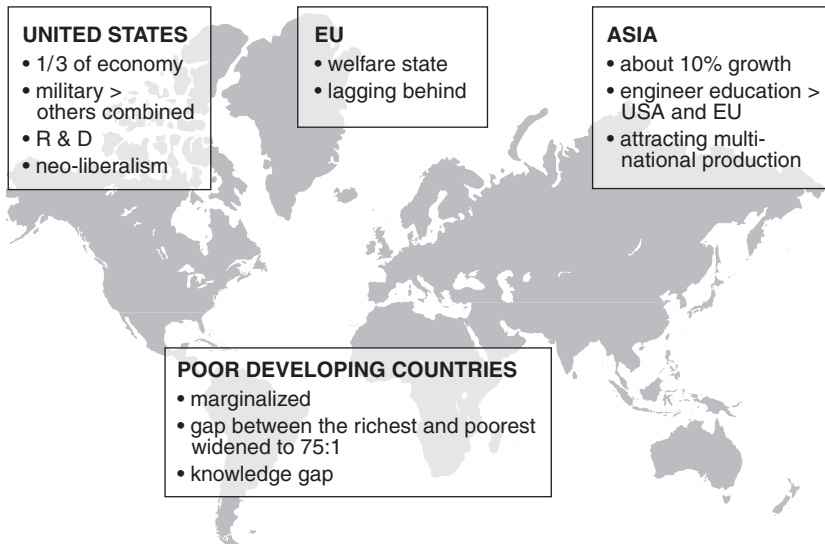 UNITED STATES
• 1/3 of economy
• military >
others combined
• R & D
• neo-liberalism
EU
• welfare state
• lagging behind
ASIA
• about 10% growth
• engineer education >
USA and EU
• attracting multi-
national production
POOR DEVELOPING COUNTRIES
• marginalized
• gap between the richest and poorest
widened to 75:1
• knowledge gap